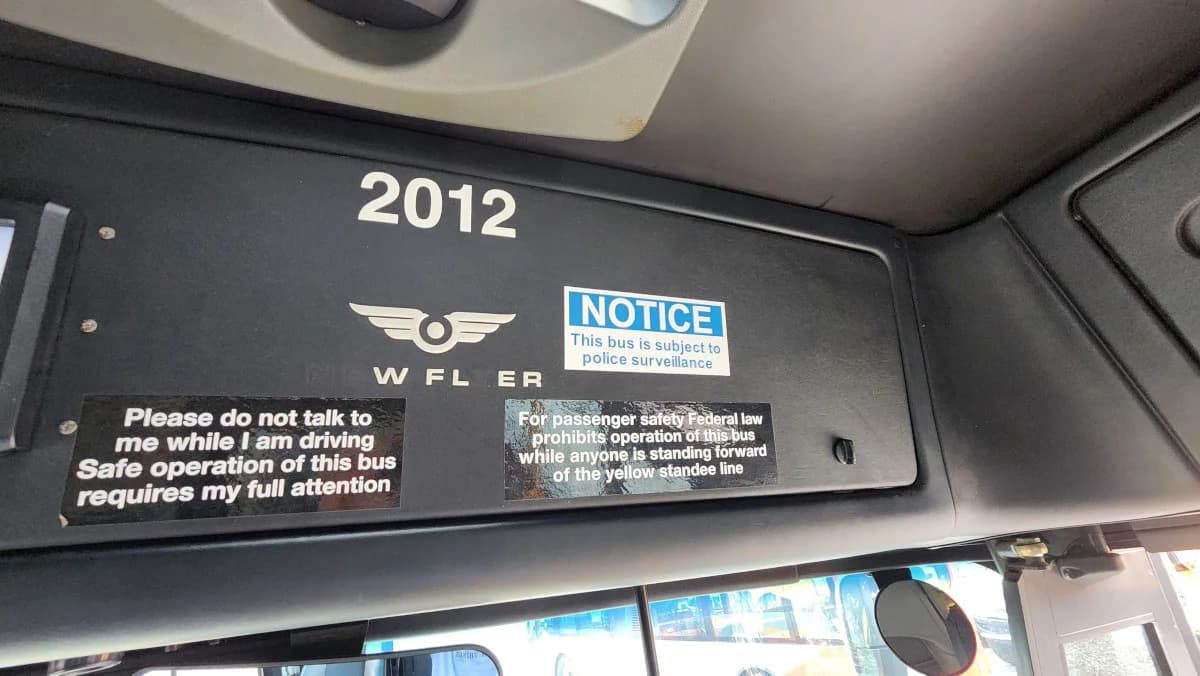 2012
W FL ER
NOTICE
This bus is subject to
police surveillance
Please do not talk to
me while I am driving
Safe operation of this bus
requires my full attention
For passenger safety Federal law
prohibits operation of this bus
while anyone is standing forward
of the yellow standee line